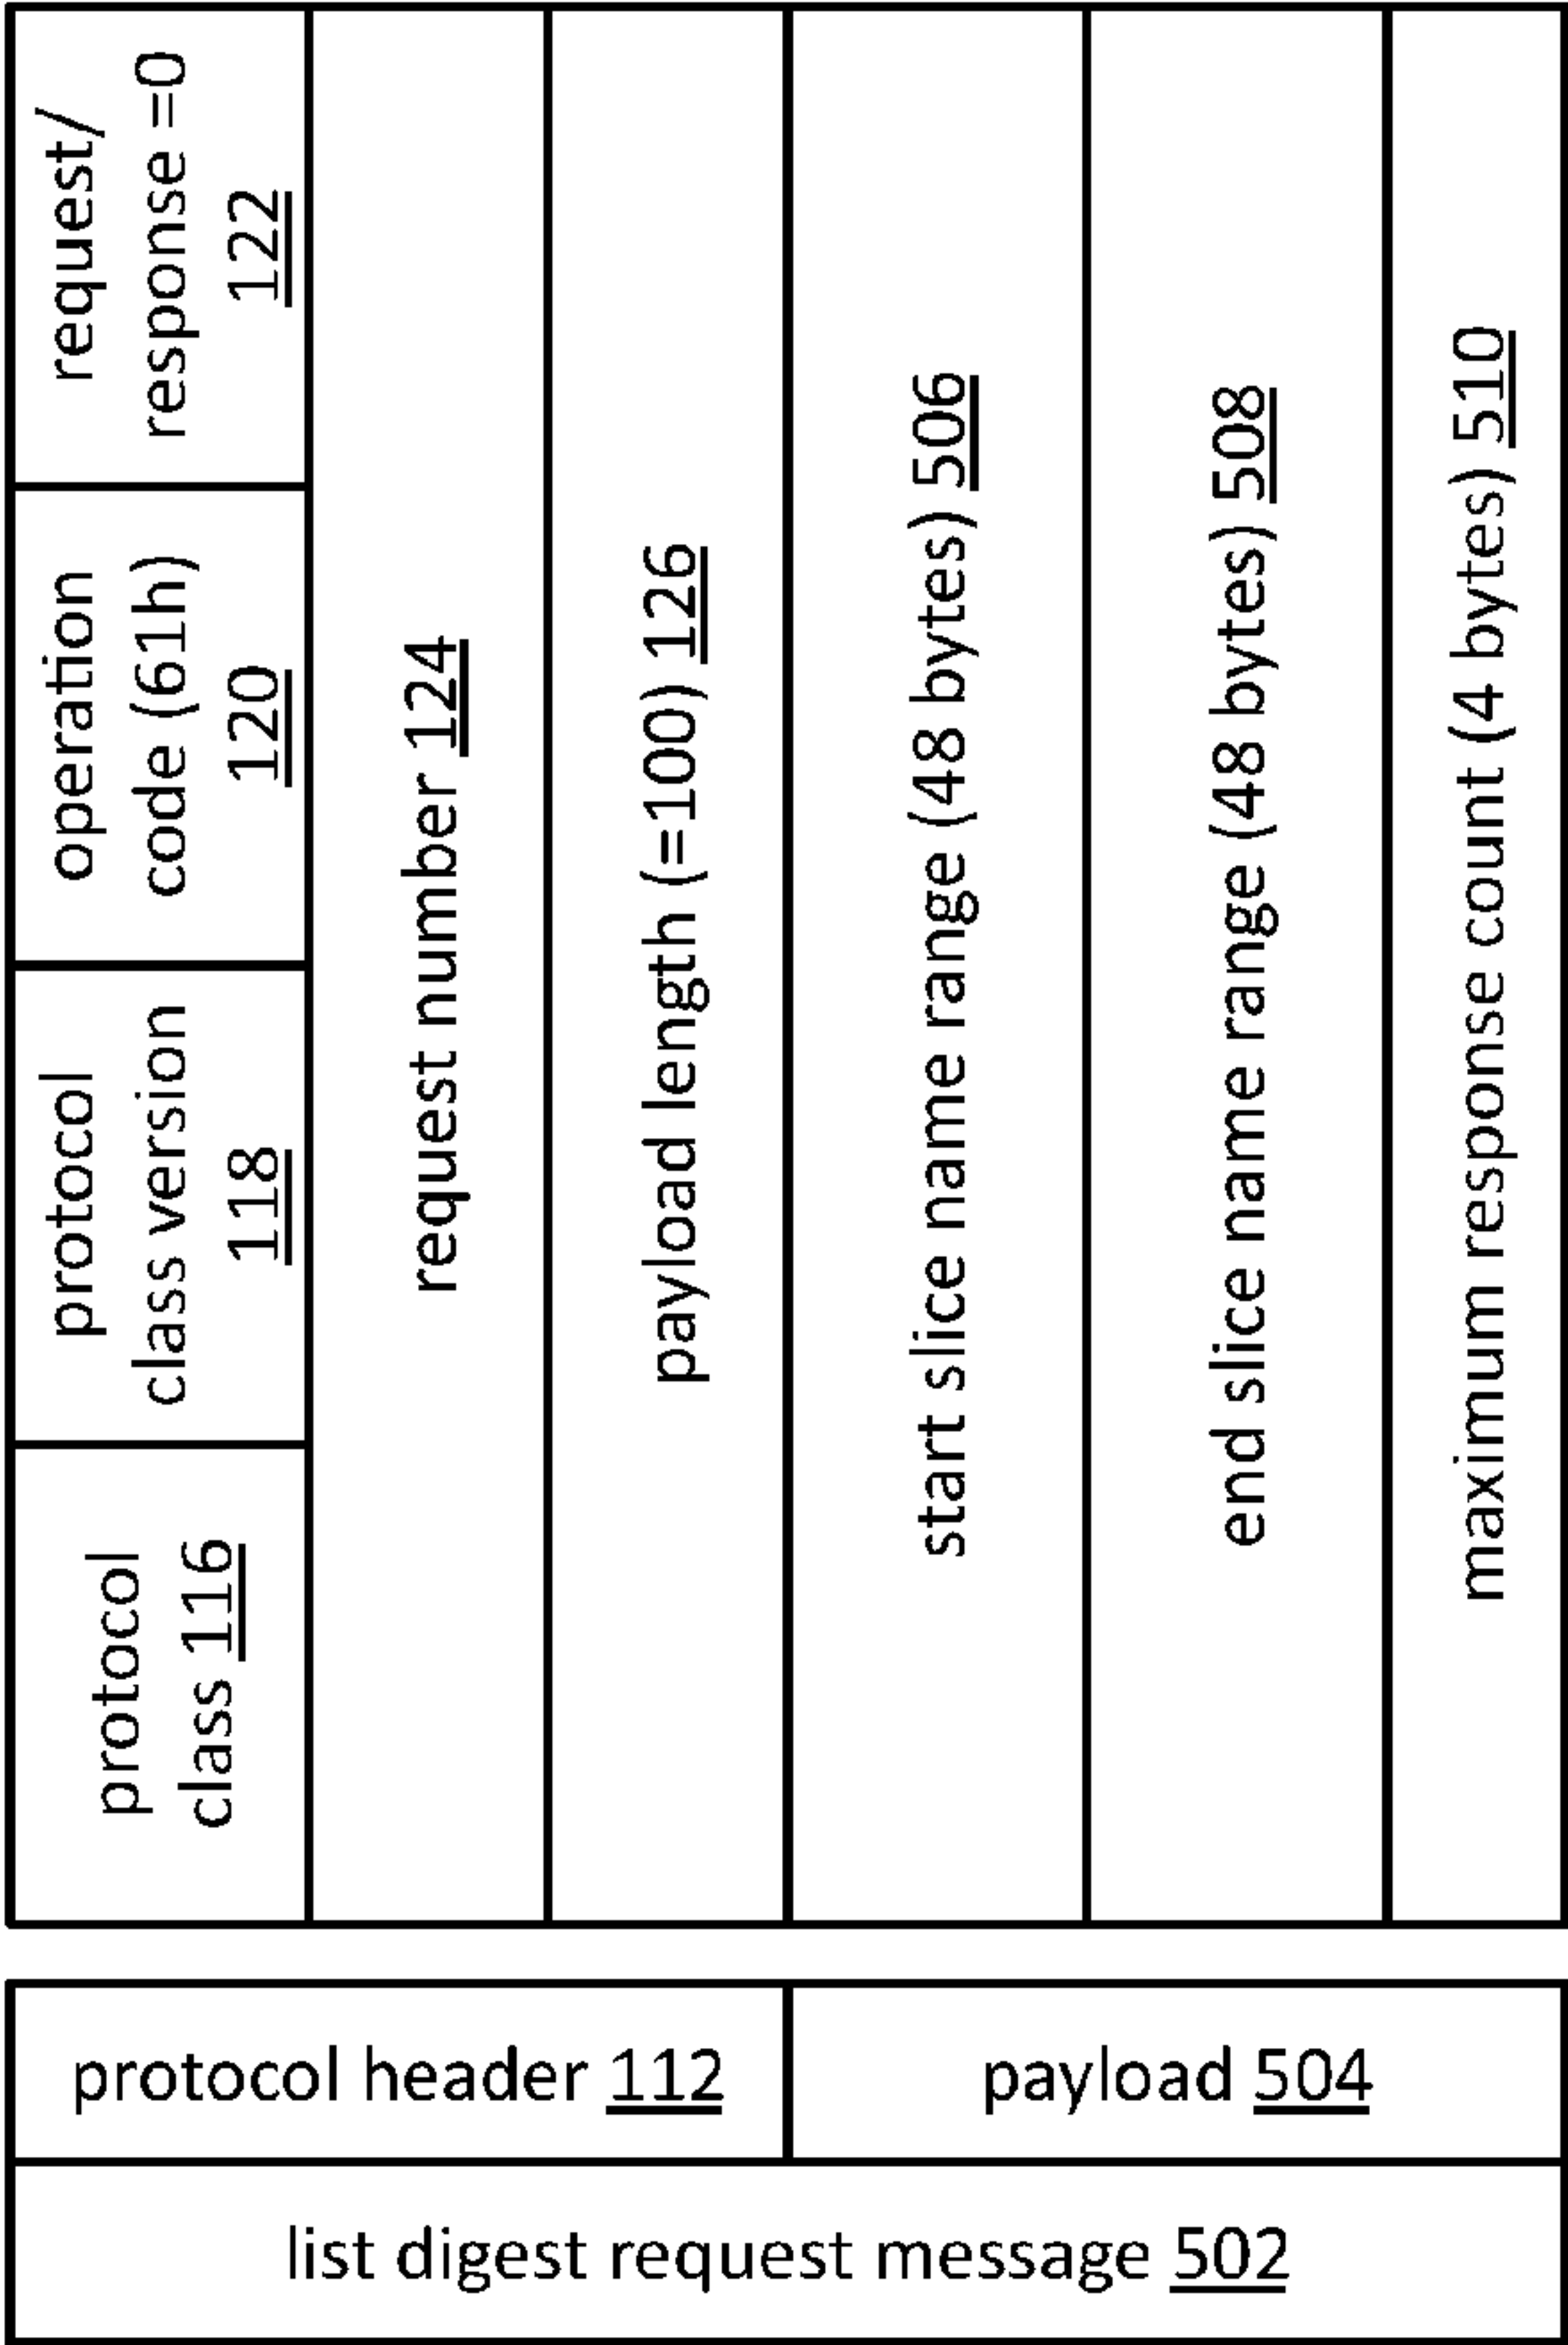 list digest request message 502
protocol header 112
payload 504
protocol
class 116
protocol
class version
118
operation
code (61h)
120
request/
response =0
122
request number 124
payload length (=100) 126
start slice name range (48 bytes) 506
end slice name range (48 bytes) 508
maximum response count (4 bytes) 510